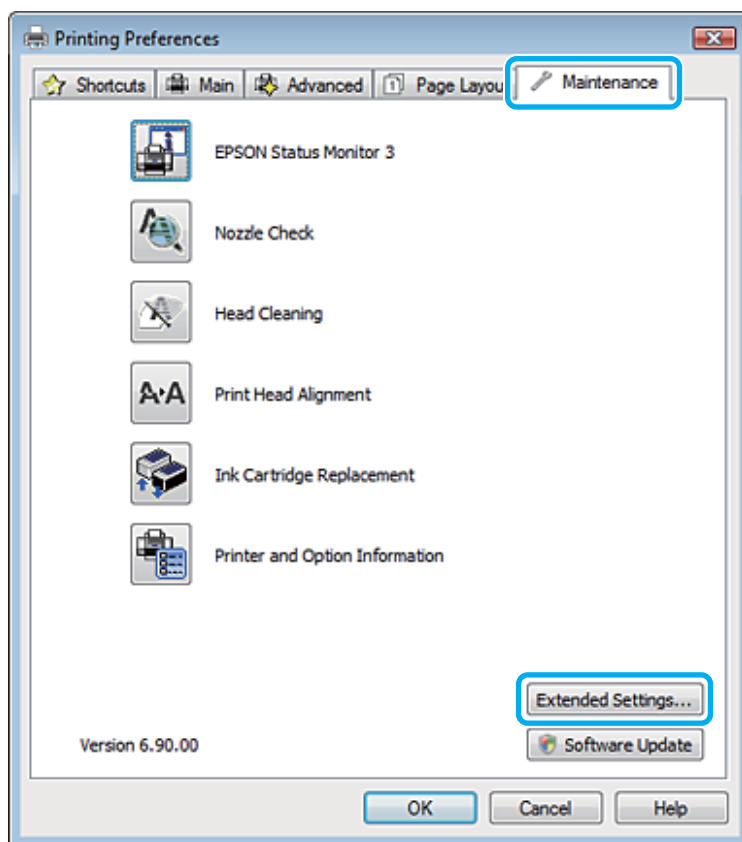 Printing Preferences
Shortcuts Main Advanced 1 Page Layou Maintenance
EPSON Status Monitor 3
Nozzle Check
Head Cleaning
A A Print Head Alignment
Ink Cartridge Replacement
Printer and Option Information
Extended Settings...
Version 6.90.00 Software Update
OK Cancel Help